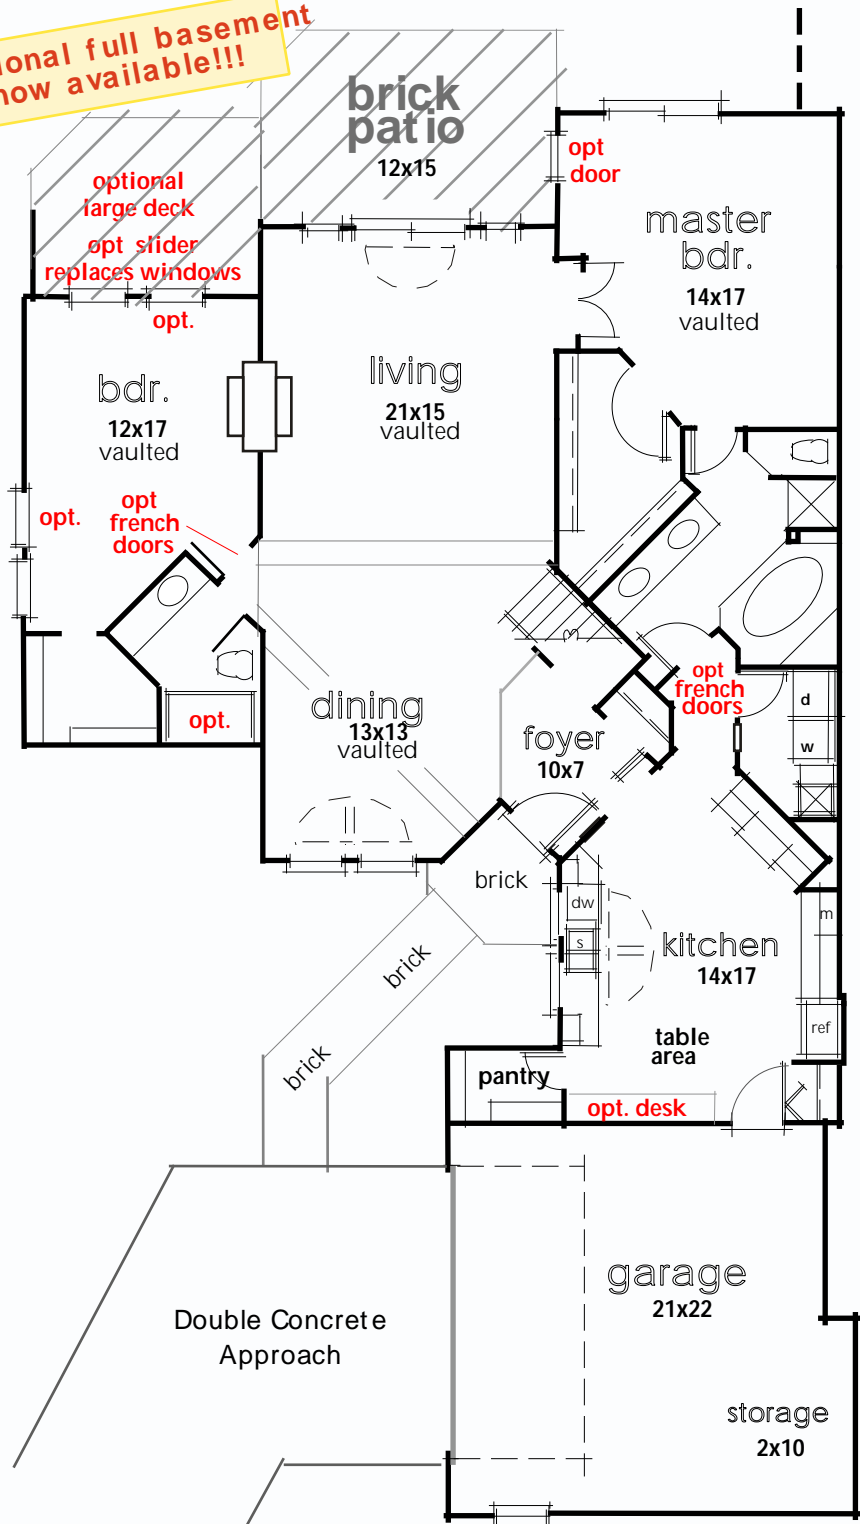 full basement
available!!!
brick
patio
12x15
optional
large deck
opt slider
replaces windows
opt.
opt
door
master
bdr.
14x17
vaulted
living
21x15
vaulted
bdr.
12x17
vaulted
opt.
opt
french
doors
opt.
dining
13x13
vaulted
foyer
10x7
opt
french
doors
d
w
brick
brick
brick
dw
s
kitchen
14x17
m
ref
table
area
pantry
opt. desk
garage
21x22
Double Concrete
Approach
storage
2x10